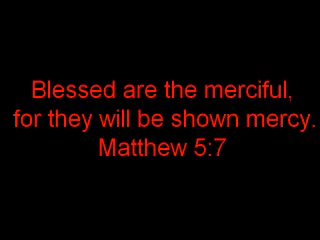 Blessed are the merciful,
for they will be shown mercy.
Matthew 5:7